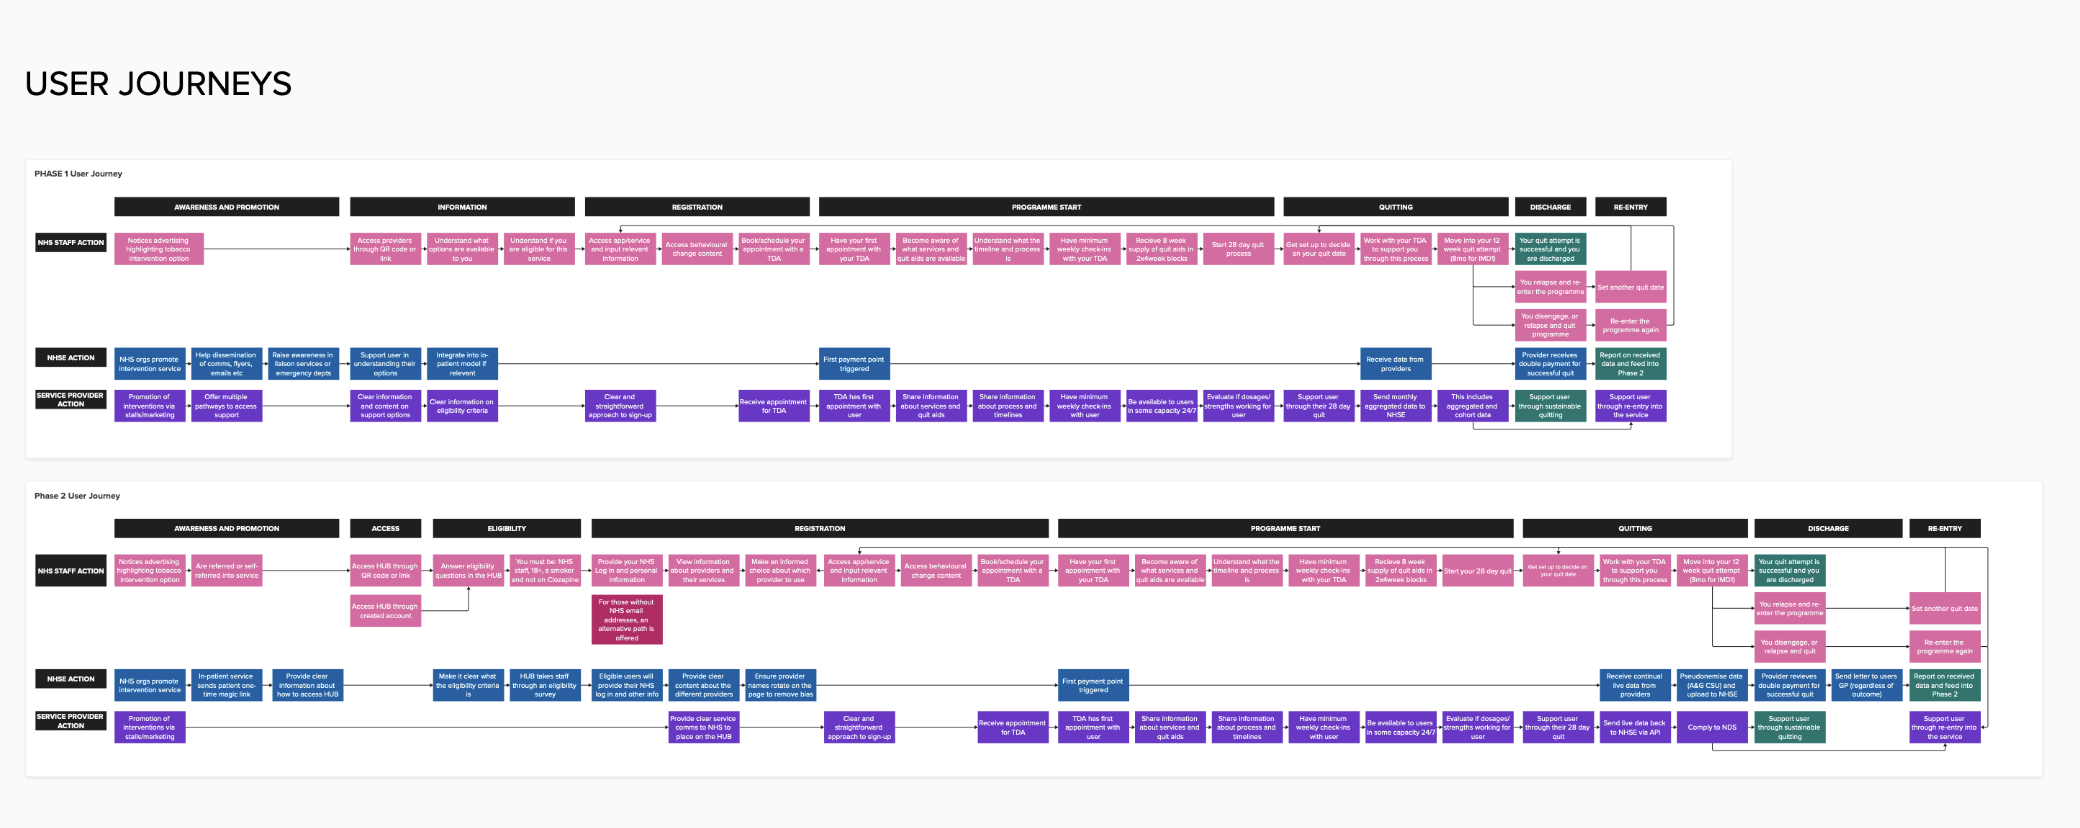 USER JOURNEYS
PHASE 1 User Journey
AWARENESS AND PROMOTION
INFORMATION
REGISTRATION
PROGRAMME START
QUITTING
DISCHARGE
RE-ENTRY
NHS STAFF ACTION
Notices advertising
highlighting tobacco
intervention option
Access providers
through QR code or
link
Understand what
options are available
to you
Understand if you
are eligible for this
service
Access app/service
and input relevant
information
Access behavioural
change content
Book/schedule your
appointment with a
TDA
Have your first
appointment with
your TDA
Become aware of
what services and
quit aids are available
Understand what the
timeline and process
is
Have minimum
weekly check-ins
with your TDA
Recieve 8 week
supply of quit aids in
2x4week blocks
Start 28 day quit
process
Get set up to decide
on your quit date
Work with your TDA
to support you
through this process
Move into your 12
week quit attempt
(8mo for IMD1)
Your quit attempt is
successful and you
are discharged
You relapse and re-
enter the programme
Set another quit date
You disengage, or
relapse and quit
programme
Re-enter the
programme again
NHSE ACTION
NHS orgs promote
intervention service
Help dissemination
of comms, flyers,
emails etc
Raise awareness in
liaison services or
emergency depts
Support user in
understanding their
options
Integrate into in-
patient model if
relevant
First payment point
triggered
Receive data from
providers
Provider receives
double payment for
successful quit
Report on received
data and feed into
Phase 2
SERVICE PROVIDER
ACTION
Promotion of
interventions via
stalls/marketing
Offer multiple
pathways to access
support
Clear information
and content on
support options
Clear information on
eligibility criteria
Clear and
straightforward
approach to sign-up
Receive appointment
for TDA
TDA has first
appointment with
user
Share information
about services and
quit aids
Share information
about process and
timelines
Have minimum
weekly check-ins
with user
Be available to users
in some capacity 24/7
Evaluate if dosages/
strengths working for
user
Support user
through their 28 day
quit
Send monthly
aggregated data to
NHSE
This includes
aggregated and
cohort data
Support user
through sustainable
quitting
Support user
through re-entry into
the service
Phase 2 User Journey
AWARENESS AND PROMOTION
ACCESS
ELIGIBILITY
REGISTRATION
PROGRAMME START
QUITTING
DISCHARGE
RE-ENTRY
NHS STAFF ACTION
Notices advertising
highlighting tobacco
intervention option
Are referred or self-
referred into service
Access HUB through
QR code or link
Answer eligibility
questions in the HUB
You must be: NHS
staff, 18+, a smoker
and not on Clozapine
Provide your NHS
Log in and personal
information
View information
about providers and
their services
Make an informed
choice about which
provider to use
Access app/service
and input relevant
information
Access behavioural
change content
Book/schedule your
appointment with a
TDA
Have your first
appointment with
your TDA
Become aware of
what services and
quit aids are available
Understand what the
timeline and process
is
Have minimum
weekly check-ins
with your TDA
Recieve 8 week
supply of quit aids in
2x4week blocks
Start your 28 day quit
Get set up to decide on
your quit date
Work with your TDA
to support you
through this process
Move into your 12
week quit attempt
(8mo for IMD1)
Your quit attempt is
successful and you
are discharged
Access HUB through
created account
For those without
NHS email
addresses, an
alternative path is
offered
You relapse and re-
enter the programme
Set another quit date
You disengage, or
relapse and quit
Re-enter the
programme again
NHSE ACTION
NHS orgs promote
intervention service
In-patient service
sends patient one-
time magic link
Provide clear
information about
how to access HUB
Make it clear what
the eligibility criteria
is
HUB takes staff
through an eligibility
survey
Eligible users will
provide their NHS
log in and other info
Provide clear
content about the
different providers
Ensure provider
names rotate on the
page to remove bias
First payment point
triggered
Receive continual
live data from
providers
Pseudonemise data
(A&G CSU) and
upload to NHSE
Provider revieves
double payment for
successful quit
Send letter to users
GP (regardless of
outcome)
Report on received
data and feed into
Phase 2
SERVICE PROVIDER
ACTION
Promotion of
interventions via
stalls/marketing
Provide clear service
comms to NHS to
place on the HUB
Clear and
straightforward
approach to sign-up
Receive appointment
for TDA
TDA has first
appointment with
user
Share information
about services and
quit aids
Share information
about process and
timelines
Have minimum
weekly check-ins
with user
Be available to users
in some capacity 24/7
Evaluate if dosages/
strengths working for
user
Support user
through their 28 day
quit
Send live data back
to NHSE via API
Comply to NDS
Support user
through sustainable
quitting
Support user
through re-entry into
the service